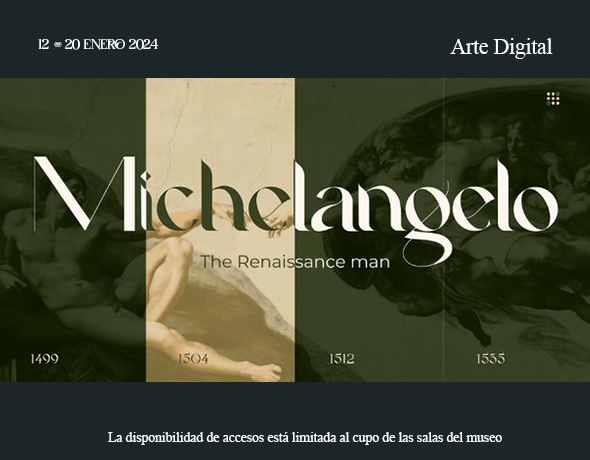 12 - 20 ENERO 2024
Arte Digital
Michelangelo
The Renaissance man
1499
1504
1512
1555
La disponibilidad de accesos está limitada al cupo de las salas del museo